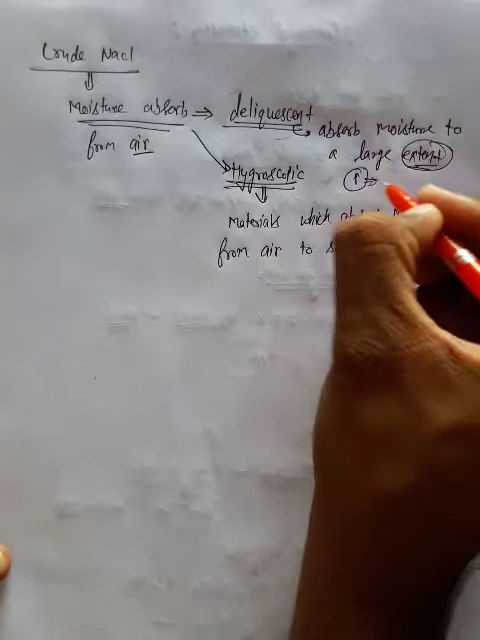 Crude Nacl
⇓
Moisture absorb ⇒ deliquescent
from air
absorb moisture to
a large extent
Hygroscopic
⇓
Materials which
from air to